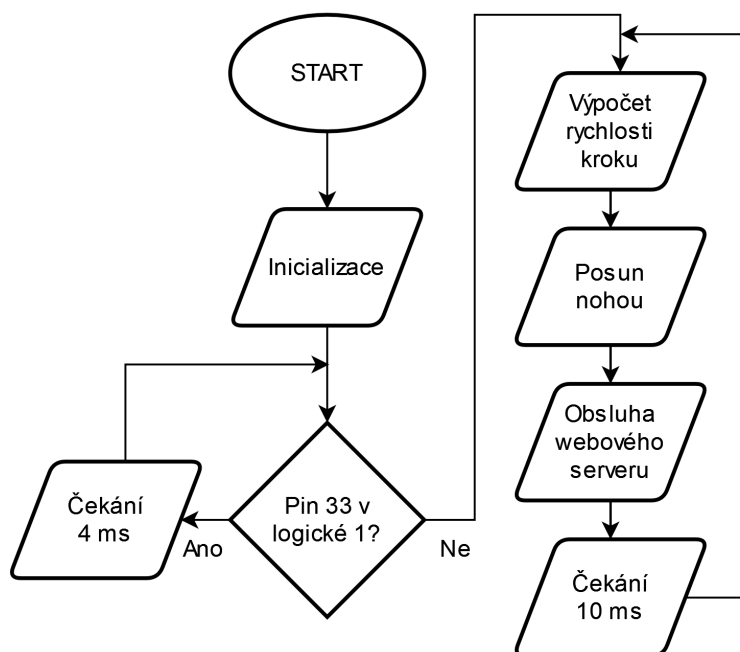 START
Inicializace
Pin 33 v
logické 1?
Ano
Čekání
4 ms
Ne
Výpočet
rychlosti
kroku
Posun
nohou
Obsluha
webového
serveru
Čekání
10 ms